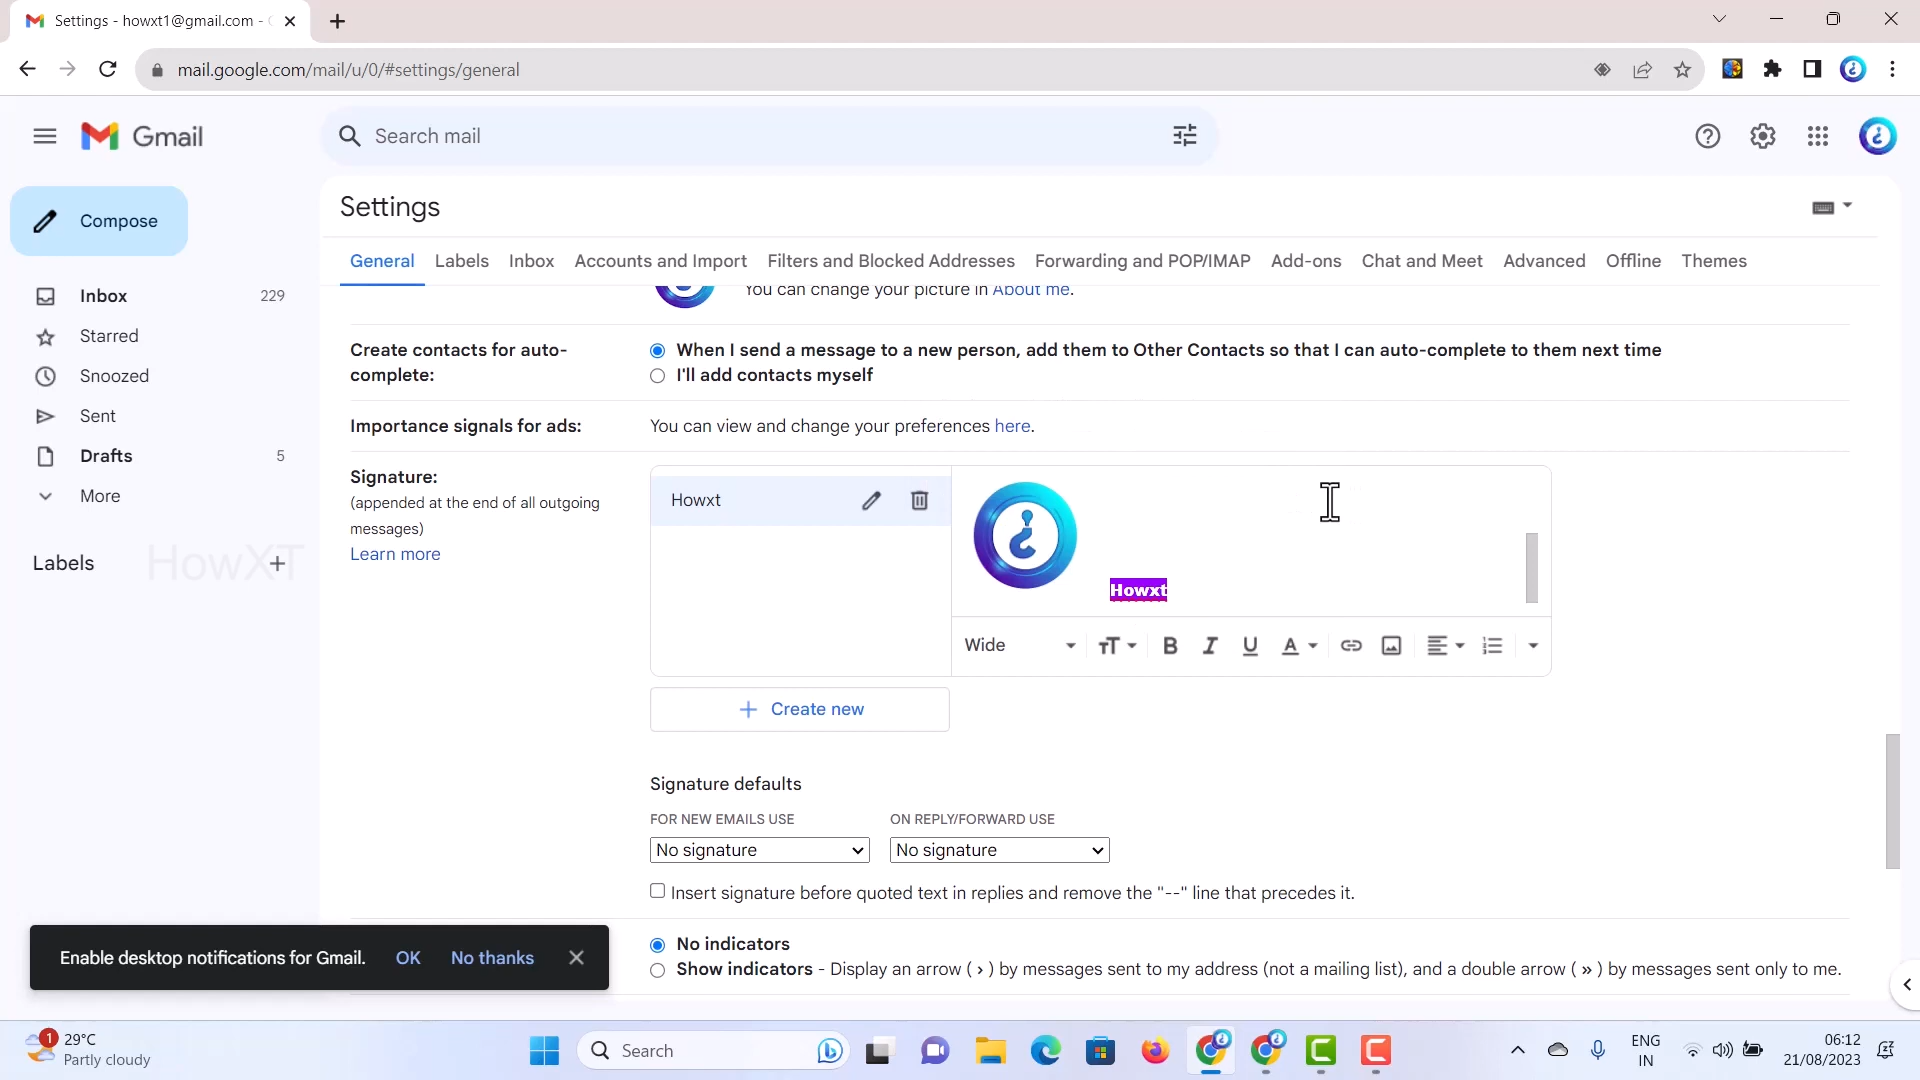 Settings - howxt1@gmail.com -
mail.google.com/mail/u/0/#settings/general
Gmail
Search mail
Compose
Settings
General Labels Inbox Accounts and Import Filters and Blocked Addresses Forwarding and POP/IMAP Add-ons Chat and Meet Advanced Offline Themes
Inbox 229
Starred
Snoozed
Sent
Drafts 5
More
Labels
HowXT
You can change your picture in About me.
Create contacts for auto-
complete:
When I send a message to a new person, add them to Other Contacts so that I can auto-complete to them next time
I'll add contacts myself
Importance signals for ads:
You can view and change your preferences here.
Signature:
(appended at the end of all outgoing
messages)
Learn more
Howxt
Howxt
Wide
Create new
Signature defaults
FOR NEW EMAILS USE ON REPLY/FORWARD USE
No signature No signature
Insert signature before quoted text in replies and remove the "--" line that precedes it.
No indicators
Show indicators - Display an arrow ( › ) by messages sent to my address (not a mailing list), and a double arrow ( » ) by messages sent only to me.
Enable desktop notifications for Gmail. OK No thanks
1
29°C
Partly cloudy
Search
ENG
IN
06:12
21/08/2023